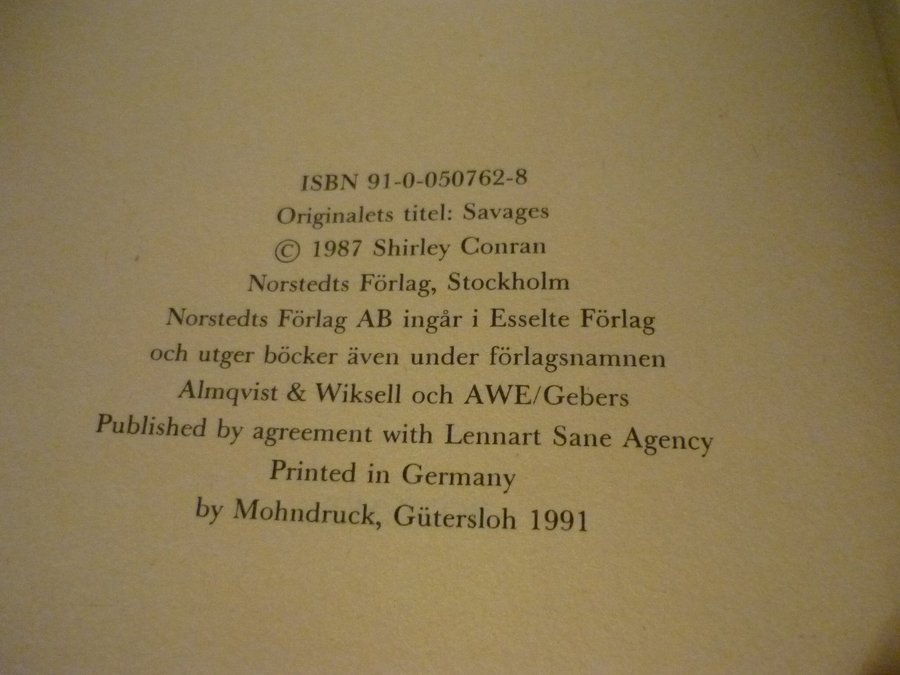 ISBN 91-0-050762-8
Originalets titel: Savages
© 1987 Shirley Conran
Norstedts Förlag, Stockholm
Norstedts Förlag AB ingår i Esselte Förlag
och utger böcker även under förlagsnamnen
Almqvist & Wiksell och AWE/Gebers
Published by agreement with Lennart Sane Agency
Printed in Germany
by Mohndruck, Gütersloh 1991